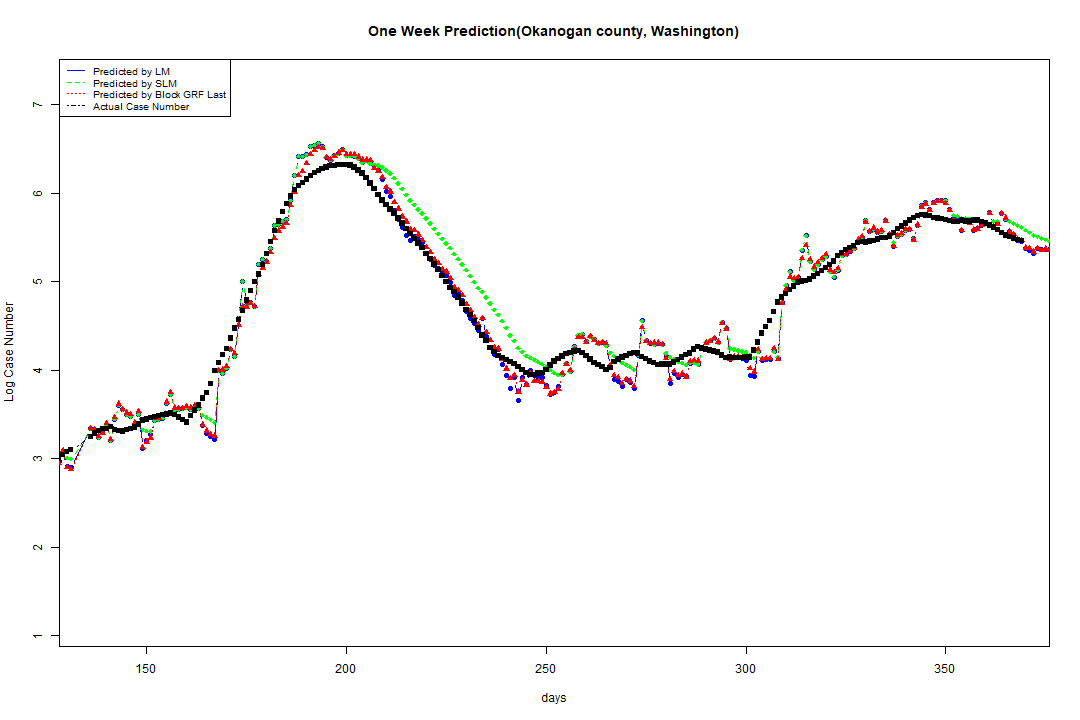 One Week Prediction(Okanogan county, Washington)
Predicted by LM
Predicted by SLM
Predicted by Block GRF Last
Actual Case Number
7
6
5
4
3
2
1
Log Case Number
150 200 250 300 350
days